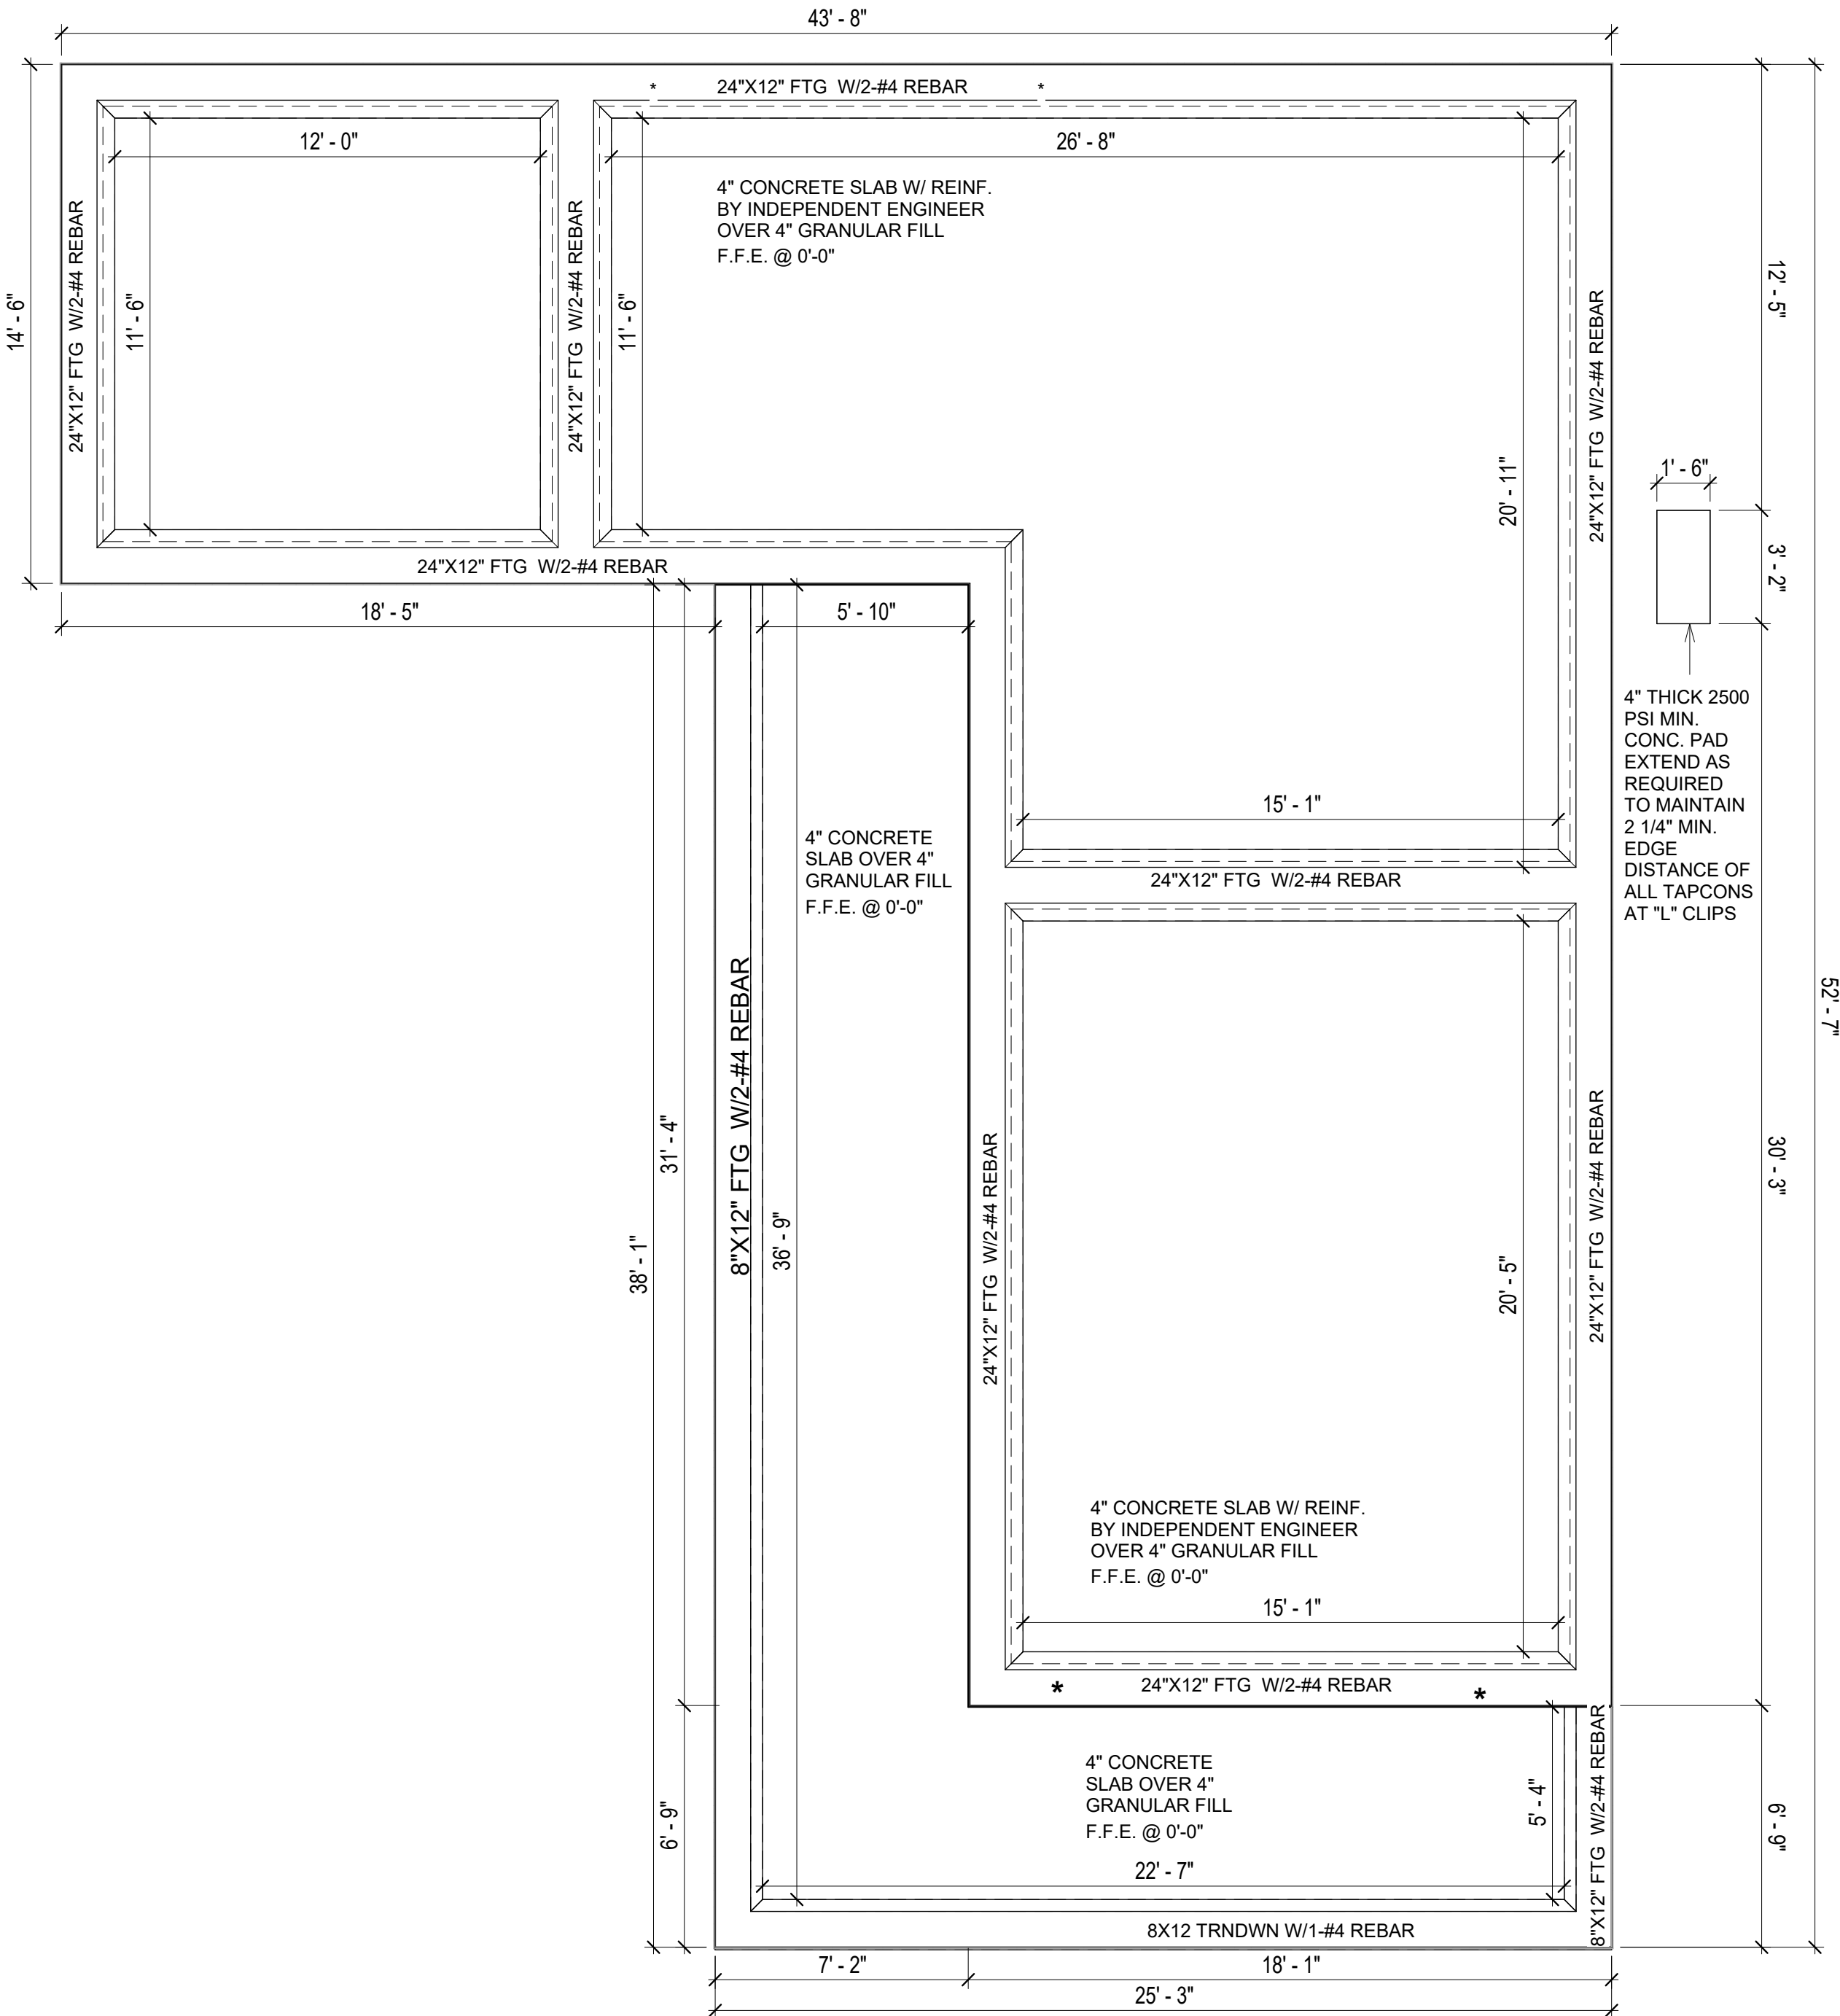 43' - 8"
* 24"X12" FTG W/2-#4 REBAR *
12' - 0"
26' - 8"
4" CONCRETE SLAB W/ REINF.
BY INDEPENDENT ENGINEER
OVER 4" GRANULAR FILL
F.F.E. @ 0'-0"
14' - 6"
24"X12" FTG W/2-#4 REBAR
11' - 6"
24"X12" FTG W/2-#4 REBAR
11' - 6"
20' - 11"
24"X12" FTG W/2-#4 REBAR
12' - 5"
1' - 6"
3' - 2"
24"X12" FTG W/2-#4 REBAR
18' - 5"
5' - 10"
4" THICK 2500
PSI MIN.
CONC. PAD
EXTEND AS
REQUIRED
TO MAINTAIN
2 1/4" MIN.
EDGE
DISTANCE OF
ALL TAPCONS
AT "L" CLIPS
15' - 1"
4" CONCRETE
SLAB OVER 4"
GRANULAR FILL
F.F.E. @ 0'-0"
24"X12" FTG W/2-#4 REBAR
52' - 7"
38' - 1"
31' - 4"
8"X12" FTG W/2-#4 REBAR
36' - 9"
24"X12" FTG W/2-#4 REBAR
20' - 5"
24"X12" FTG W/2-#4 REBAR
30' - 3"
4" CONCRETE SLAB W/ REINF.
BY INDEPENDENT ENGINEER
OVER 4" GRANULAR FILL
F.F.E. @ 0'-0"
15' - 1"
* 24"X12" FTG W/2-#4 REBAR *
4" CONCRETE
SLAB OVER 4"
GRANULAR FILL
F.F.E. @ 0'-0"
6' - 9"
5' - 4"
8"X12" FTG W/2-#4 REBAR
6' - 9"
22' - 7"
8X12 TRNDWN W/1-#4 REBAR
7' - 2"
18' - 1"
25' - 3"